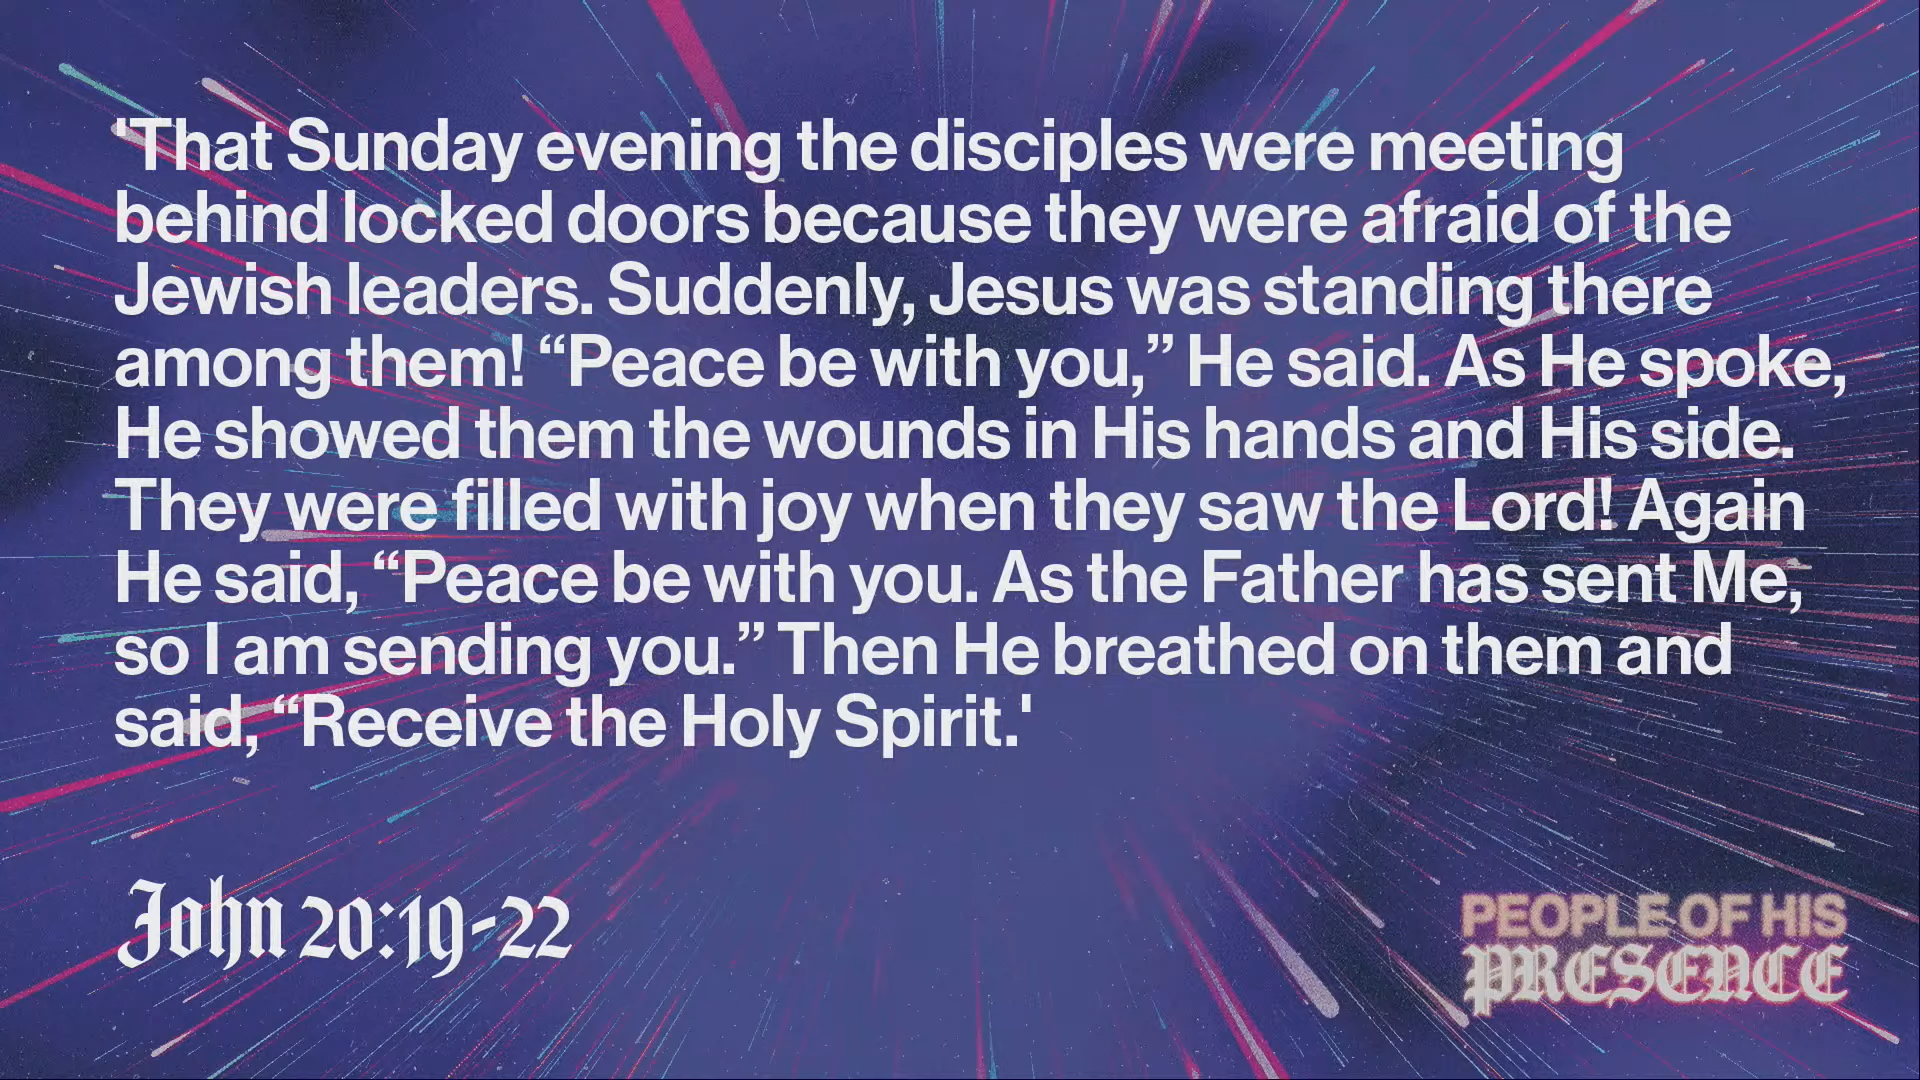 'That Sunday evening the disciples were meeting
behind locked doors because they were afraid of the
Jewish leaders. Suddenly, Jesus was standing there
among them! “Peace be with you,” He said. As He spoke,
He showed them the wounds in His hands and His side.
They were filled with joy when they saw the Lord! Again
He said, “Peace be with you. As the Father has sent Me,
so I am sending you.” Then He breathed on them and
said, “Receive the Holy Spirit.'
John 20:19-22
PEOPLE OF HIS
PRESENCE